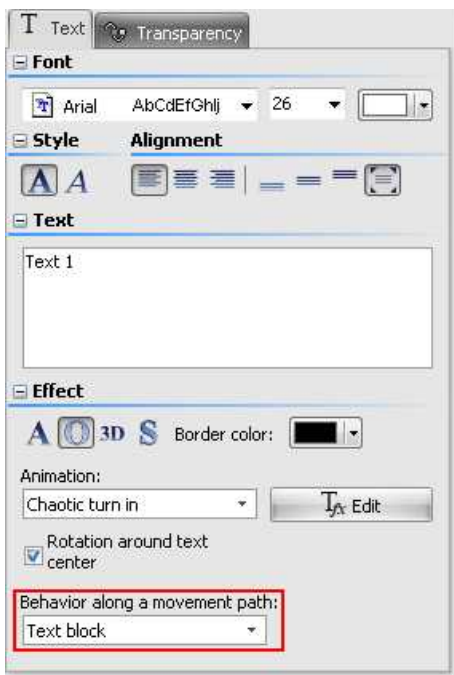 T Text Transparency
Font
Arial AbCdEfGhIj 26
Style Alignment
A A
Text
Text 1
Effect
A O 3D S Border color:
Animation:
Chaotic turn in Tfx Edit
Rotation around text
center
Behavior along a movement path:
Text block